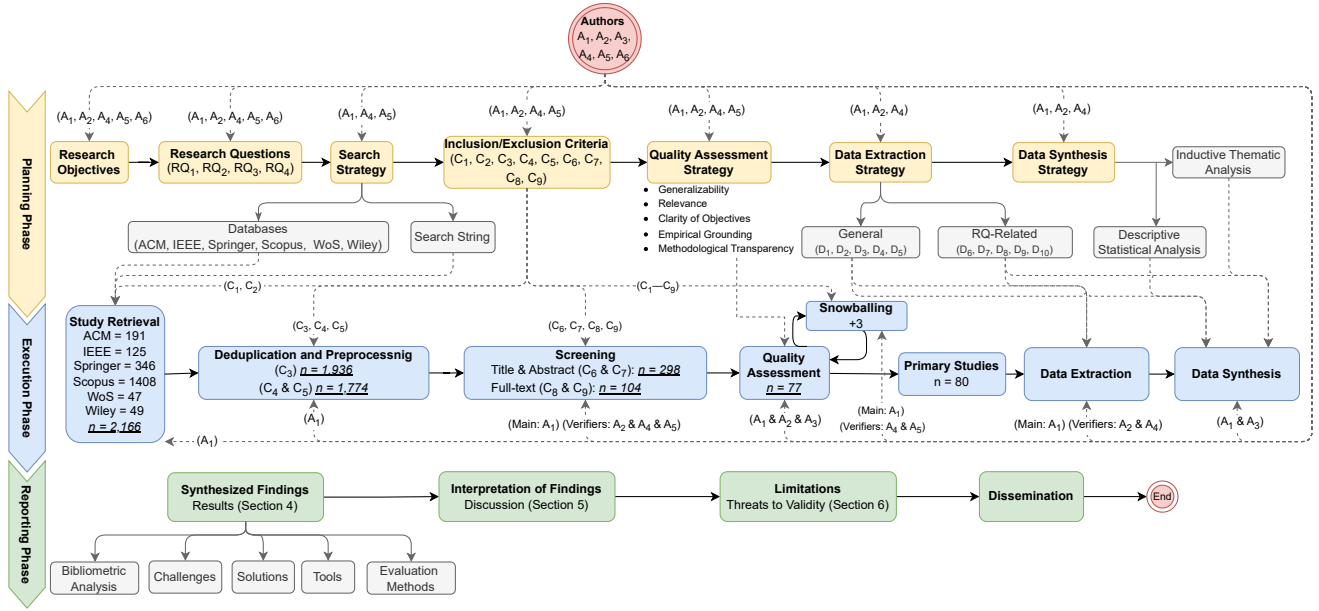 Authors
A1, A2, A3,
A4, A5, A6
Planning Phase
(A1, A2, A4, A5, A6)
(A1, A2, A4, A5, A6)
(A1, A4, A5)
(A1, A2, A4, A5)
(A1, A2, A4, A5)
(A1, A2, A4)
(A1, A2, A4)
Research
Objectives
Research Questions
(RQ1, RQ2, RQ3, RQ4)
Search
Strategy
Inclusion/Exclusion Criteria
(C1, C2, C3, C4, C5, C6, C7,
C8, C9)
Quality Assessment
Strategy
Data Extraction
Strategy
Data Synthesis
Strategy
Inductive Thematic
Analysis
• Generalizability
• Relevance
• Clarity of Objectives
• Empirical Grounding
• Methodological Transparency
Databases
(ACM, IEEE, Springer, Scopus, WoS, Wiley)
Search String
General
(D1, D2, D3, D4, D5)
RQ-Related
(D6, D7, D8, D9, D10)
Descriptive
Statistical Analysis
(C1, C2)
(C1—C9)
Execution Phase
Study Retrieval
ACM = 191
IEEE = 125
Springer = 346
Scopus = 1408
WoS = 47
Wiley = 49
n = 2,166
(C3, C4, C5)
(C6, C7, C8, C9)
Snowballing
+3
Deduplication and Preprocessnig
(C3) n = 1,936
(C4 & C5) n = 1,774
Screening
Title & Abstract (C6 & C7): n = 298
Full-text (C8 & C9): n = 104
Quality
Assessment
n = 77
Primary Studies
n = 80
Data Extraction
Data Synthesis
(A1)
(A1)
(Main: A1) (Verifiers: A2 & A4 & A5)
(A1 & A2 & A3)
(Main: A1)
(Verifiers: A4 & A5)
(Main: A1) (Verifiers: A2 & A4)
(A1 & A3)
Reporting Phase
Synthesized Findings
Results (Section 4)
Interpretation of Findings
Discussion (Section 5)
Limitations
Threats to Validity (Section 6)
Dissemination
End
Bibliometric
Analysis
Challenges
Solutions
Tools
Evaluation
Methods